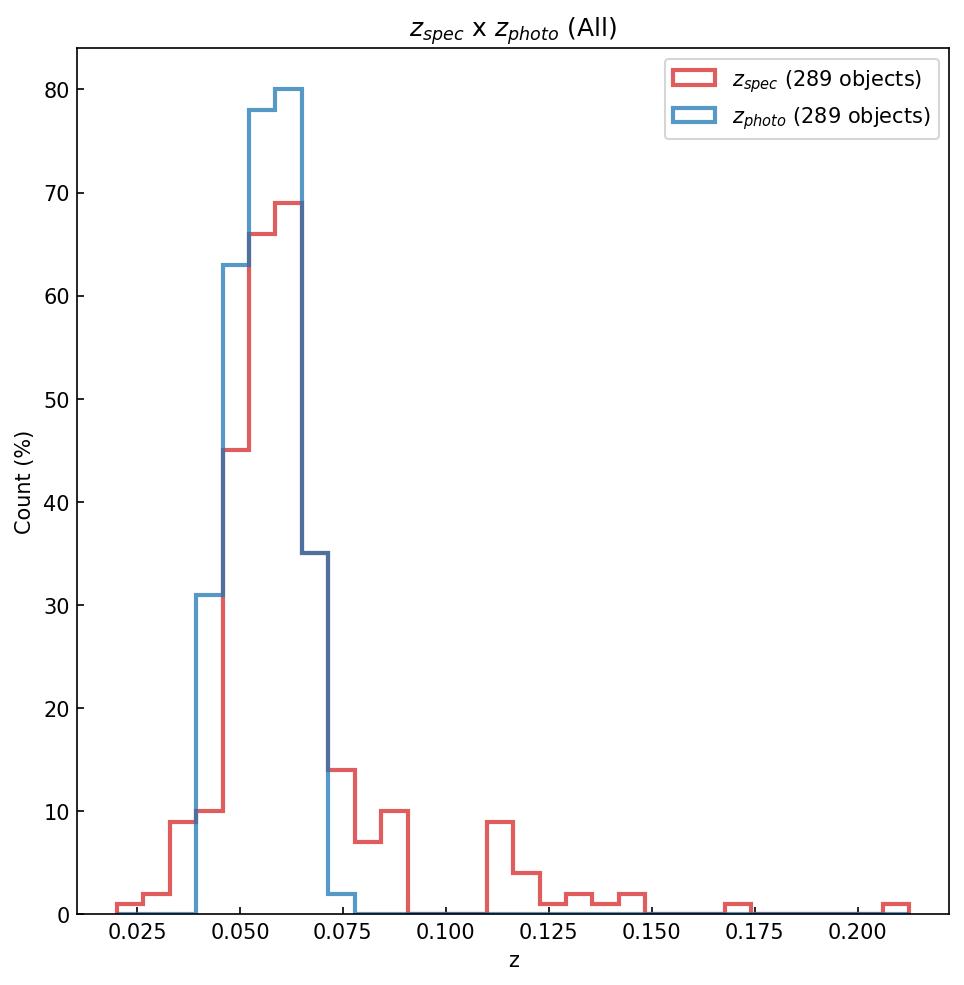 z_spec x z_photo (All)
z_spec (289 objects)
z_photo (289 objects)
Count (%)
80
70
60
50
40
30
20
10
0
0.025 0.050 0.075 0.100 0.125 0.150 0.175 0.200
z